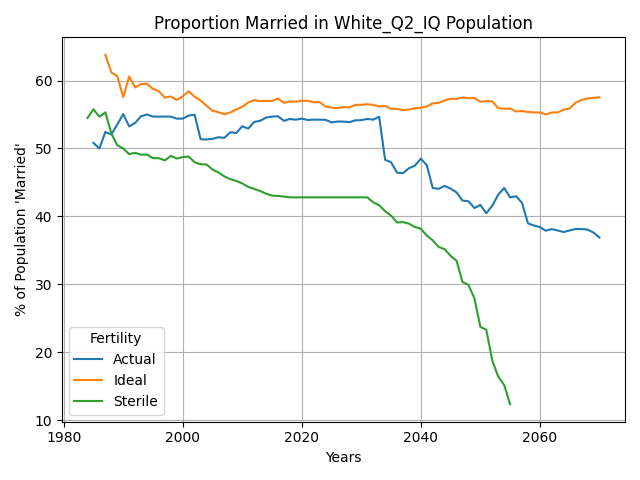 Proportion Married in White_Q2_IQ Population
% of Population 'Married'
60
50
40
30
20
10
Fertility
Actual
Ideal
Sterile
1980
2000
2020
2040
2060
Years